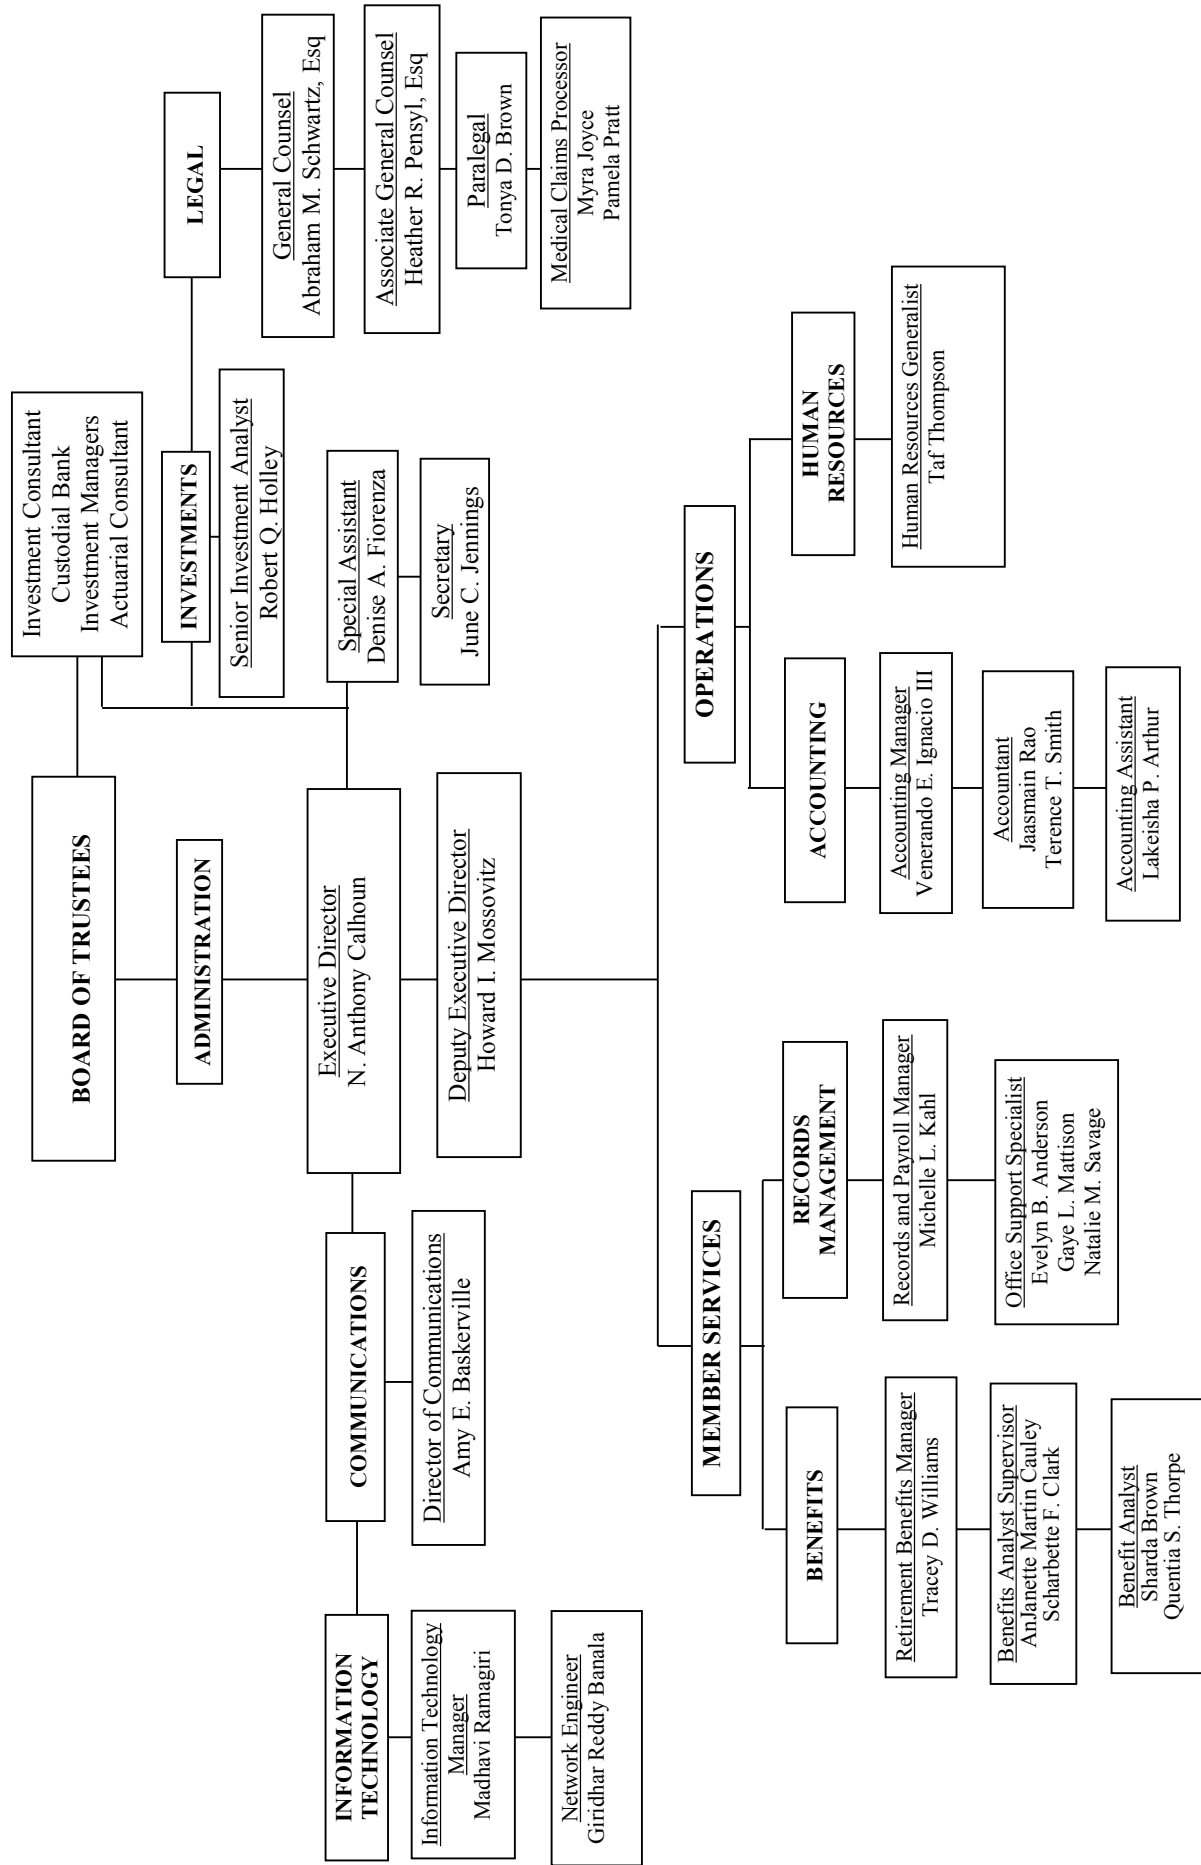 BOARD OF TRUSTEES
Investment Consultant
Custodial Bank
Investment Managers
Actuarial Consultant
ADMINISTRATION
INVESTMENTS
Senior Investment Analyst
Robert Q. Holley
LEGAL
General Counsel
Abraham M. Schwartz, Esq
Associate General Counsel
Heather R. Pensyl, Esq
Paralegal
Tonya D. Brown
Medical Claims Processor
Myra Joyce
Pamela Pratt
INFORMATION
TECHNOLOGY
Information Technology
Manager
Madhavi Ramagiri
Network Engineer
Giridhar Reddy Banala
COMMUNICATIONS
Director of Communications
Amy E. Baskerville
Executive Director
N. Anthony Calhoun
Special Assistant
Denise A. Fiorenza
Secretary
June C. Jennings
Deputy Executive Director
Howard I. Mossovitz
MEMBER SERVICES
BENEFITS
Retirement Benefits Manager
Tracey D. Williams
Benefits Analyst Supervisor
AnJanette Martin Cauley
Scharbette F. Clark
Benefit Analyst
Sharda Brown
Quentia S. Thorpe
RECORDS
MANAGEMENT
Records and Payroll Manager
Michelle L. Kahl
Office Support Specialist
Evelyn B. Anderson
Gaye L. Mattison
Natalie M. Savage
OPERATIONS
ACCOUNTING
Accounting Manager
Venerando E. Ignacio III
Accountant
Jaasmain Rao
Terence T. Smith
Accounting Assistant
Lakeisha P. Arthur
HUMAN
RESOURCES
Human Resources Generalist
Taf Thompson